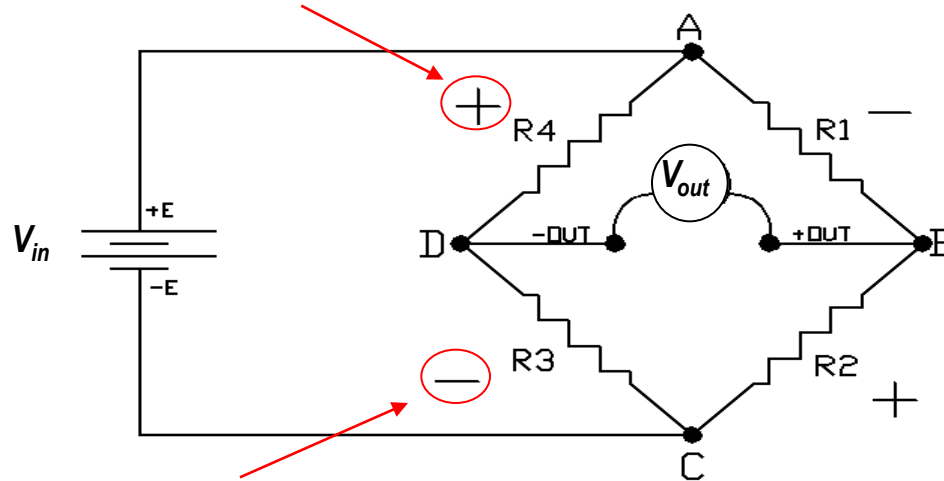 A
+
R4
R1
−
V_out
+E
V_in
D
-OUT
+OUT
B
-E
R3
−
R2
+
C